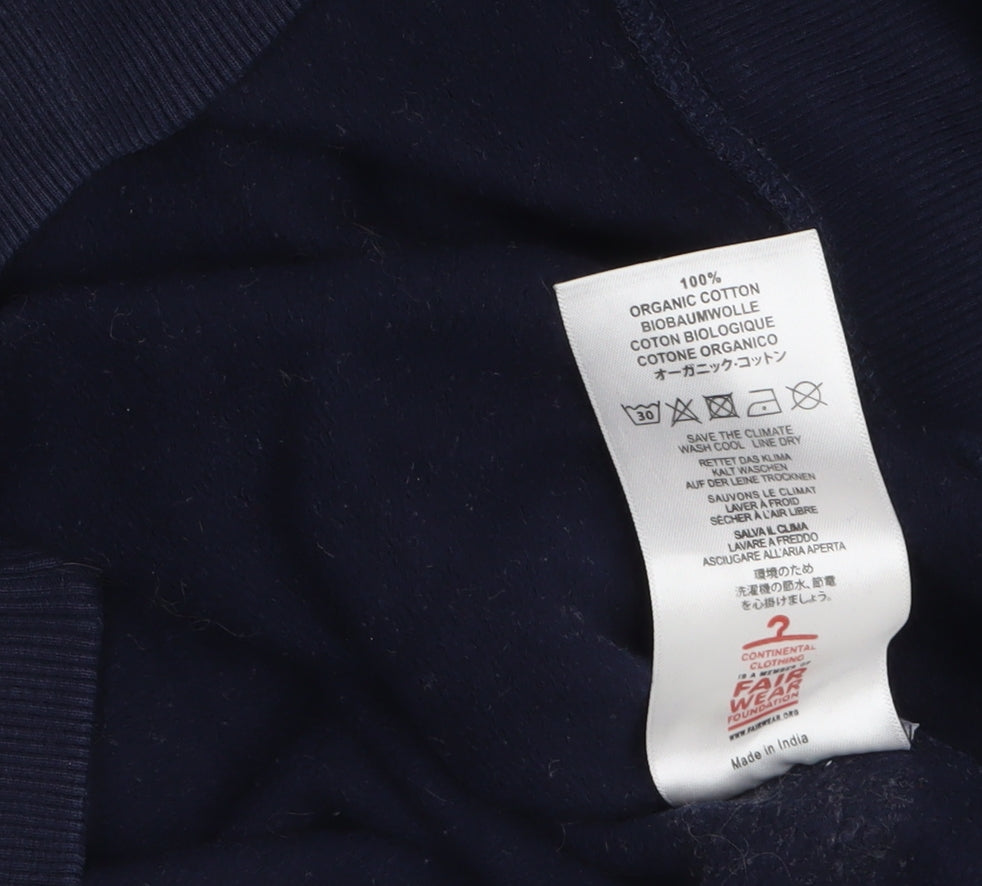 100%
ORGANIC COTTON
BIOBAUMWOLLE
COTON BIOLOGIQUE
COTONE ORGANICO
オーガニック・コットン
30
SAVE THE CLIMATE
WASH COOL LINE DRY
RETTET DAS KLIMA
KALT WASCHEN
AUF DER LEINE TROCKNEN
SAUVONS LE CLIMAT
LAVER À FROID
SÉCHER À L'AIR LIBRE
SALVA IL CLIMA
LAVARE A FREDDO
ASCIUGARE ALL'ARIA APERTA
環境のため
洗濯機の節水、節電
を心掛けましょう。
CONTINENTAL
CLOTHING
IS A MEMBER OF
FAIR
WEAR
FOUNDATION
WWW.FAIRWEAR.ORG
Made in India